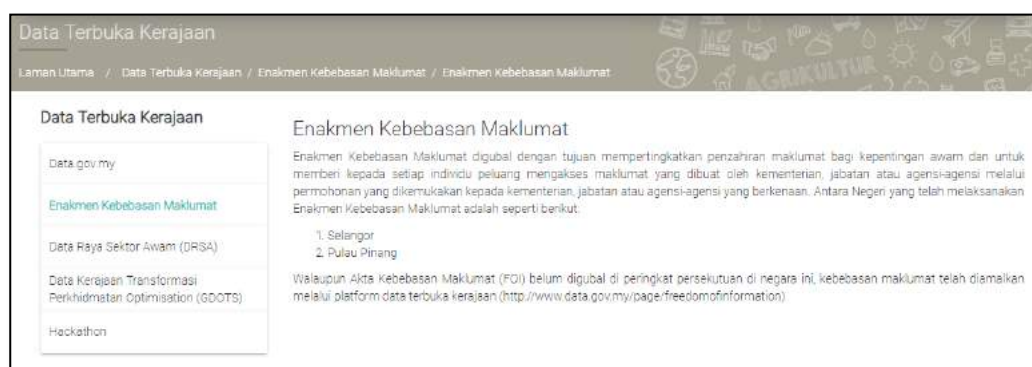 Data Terbuka Kerajaan
Laman Utama / Data Terbuka Kerajaan / Enakmen Kebebasan Maklumat / Enakmen Kebebasan Maklumat
AGRIKULTUR
Data Terbuka Kerajaan
Data.gov.my
Enakmen Kebebasan Maklumat
Data Raya Sektor Awam (DRSA)
Data Kerajaan Transformasi
Perkhidmatan Optimisation (GDOTS)
Hackathon
Enakmen Kebebasan Maklumat
Enakmen Kebebasan Maklumat digubal dengan tujuan mempertingkatkan penzahiran maklumat bagi kepentingan awam dan untuk
memberi kepada setiap individu peluang mengakses maklumat yang dibuat oleh kementerian, jabatan atau agensi-agensi melalui
permohonan yang dikemukakan kepada kementerian, jabatan atau agensi-agensi yang berkenaan. Antara Negeri yang telah melaksanakan
Enakmen Kebebasan Maklumat adalah seperti berikut:
1. Selangor
2. Pulau Pinang
Walaupun Akta Kebebasan Maklumat (FOI) belum digubal di peringkat persekutuan di negara ini, kebebasan maklumat telah diamalkan
melalui platform data terbuka kerajaan (http://www.data.gov.my/page/freedomofinformation)